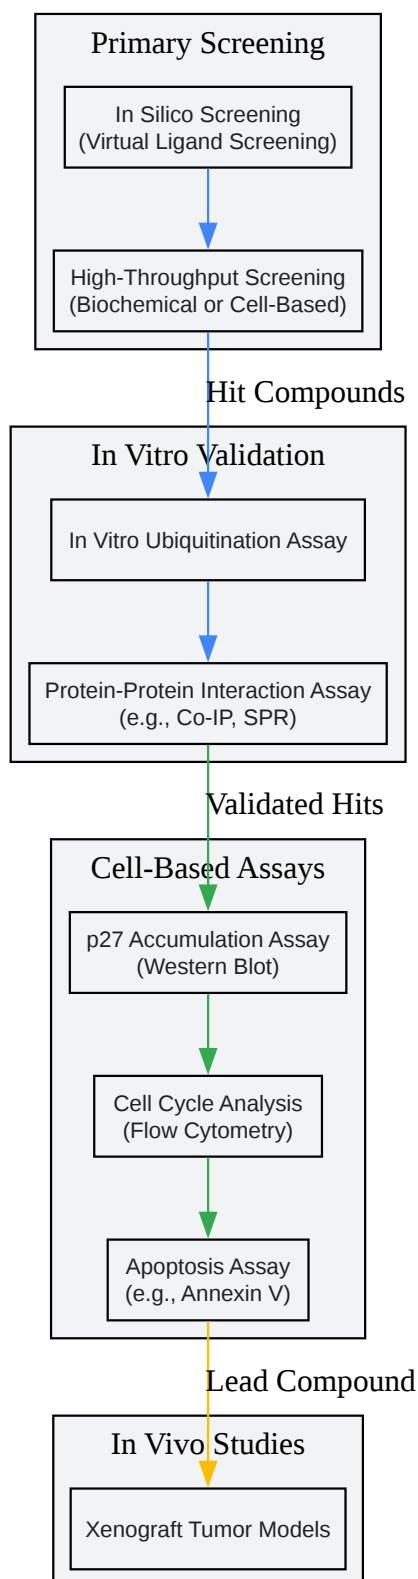 Primary Screening
In Silico Screening
(Virtual Ligand Screening)
High-Throughput Screening
(Biochemical or Cell-Based)
Hit Compounds
In Vitro Validation
In Vitro Ubiquitination Assay
Protein-Protein Interaction Assay
(e.g., Co-IP, SPR)
Validated Hits
Cell-Based Assays
p27 Accumulation Assay
(Western Blot)
Cell Cycle Analysis
(Flow Cytometry)
Apoptosis Assay
(e.g., Annexin V)
Lead Compound
In Vivo Studies
Xenograft Tumor Models